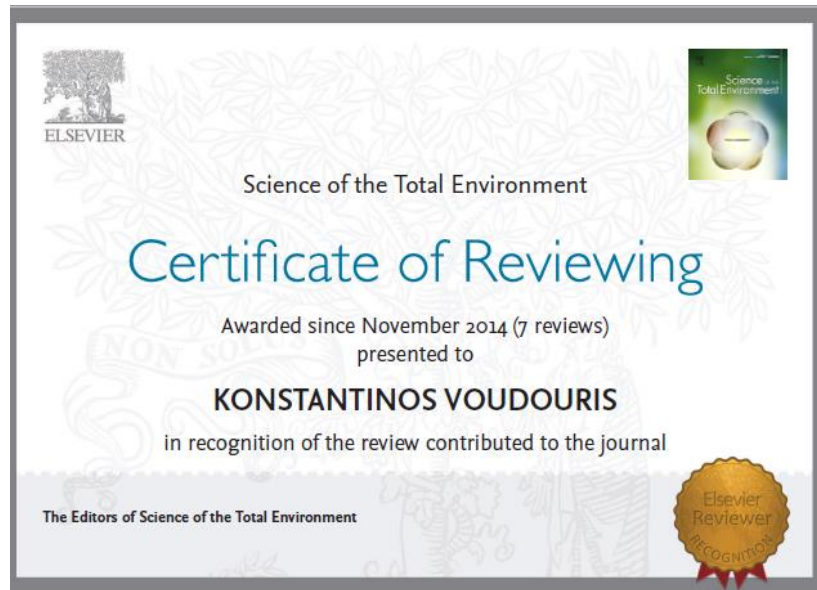 ELSEVIER
Science of the
Total Environment
Science of the Total Environment
Certificate of Reviewing
Awarded since November 2014 (7 reviews)
presented to
NON SOLUS
KONSTANTINOS VOUDOURIS
in recognition of the review contributed to the journal
The Editors of Science of the Total Environment
Elsevier
Reviewer
RECOGNITION